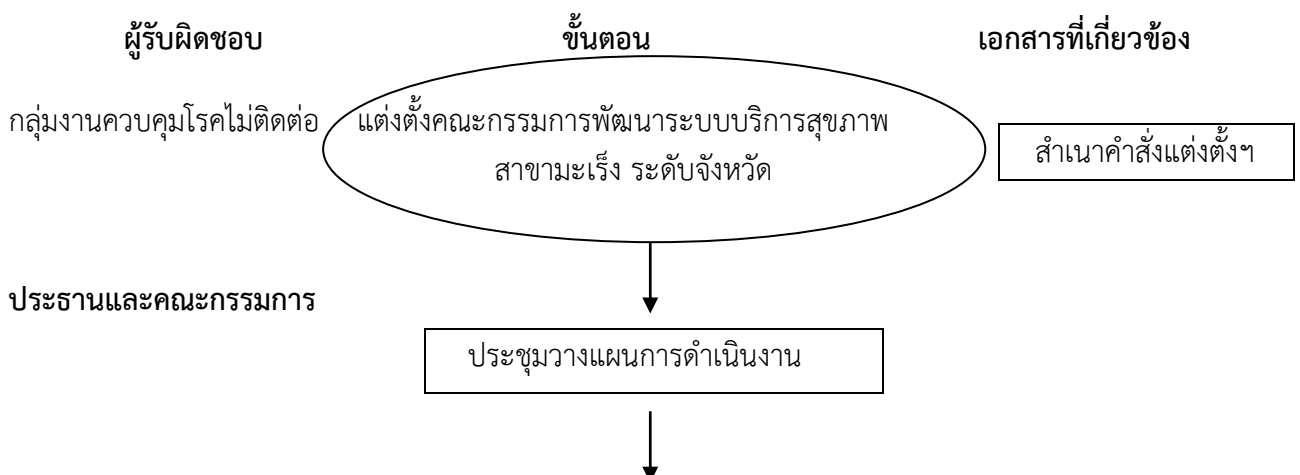 ผู้รับผิดชอบ ขั้นตอน เอกสารที่เกี่ยวข้อง
กลุ่มงานควบคุมโรคไม่ติดต่อ แต่งตั้งคณะกรรมการพัฒนาระบบบริการสุขภาพ
สาขามะเร็ง ระดับจังหวัด
สำเนาคำสั่งแต่งตั้งฯ
ประธานและคณะกรรมการ
ประชุมวางแผนการดำเนินงาน